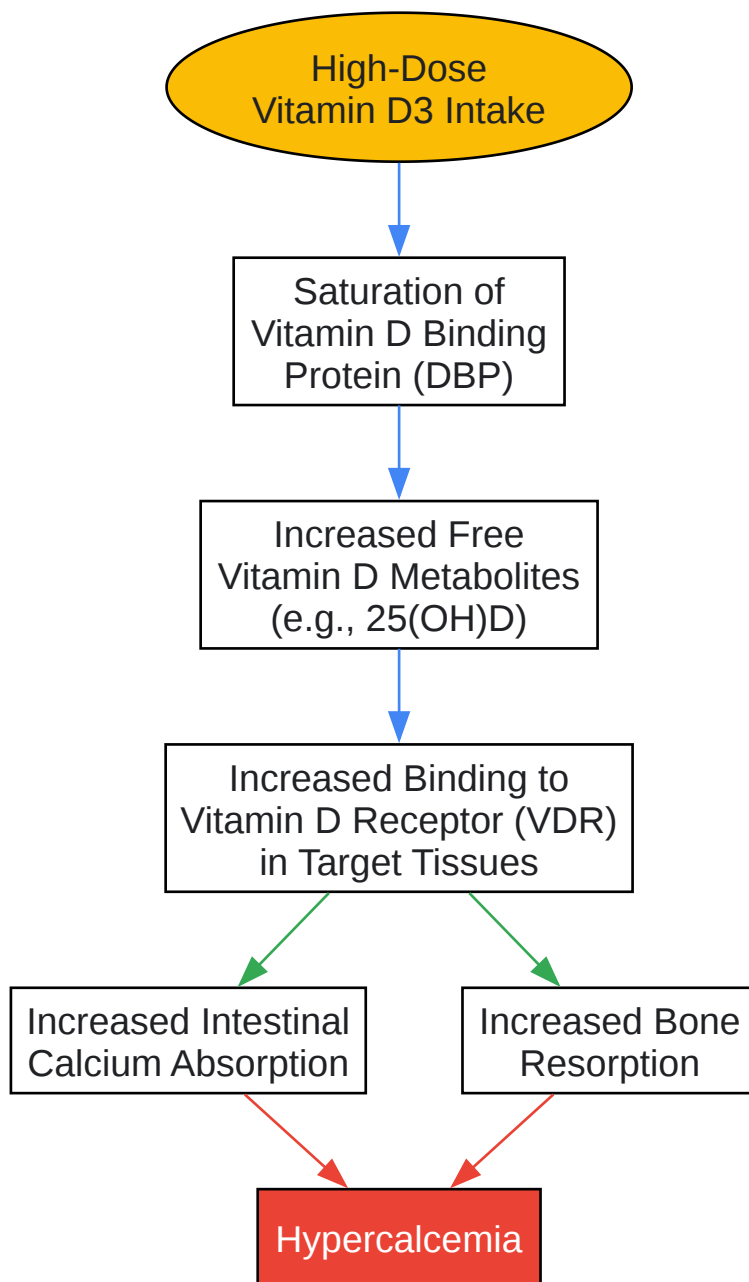 High-Dose
Vitamin D3 Intake
Saturation of
Vitamin D Binding
Protein (DBP)
Increased Free
Vitamin D Metabolites
(e.g., 25(OH)D)
Increased Binding to
Vitamin D Receptor (VDR)
in Target Tissues
Increased Intestinal
Calcium Absorption
Increased Bone
Resorption
Hypercalcemia